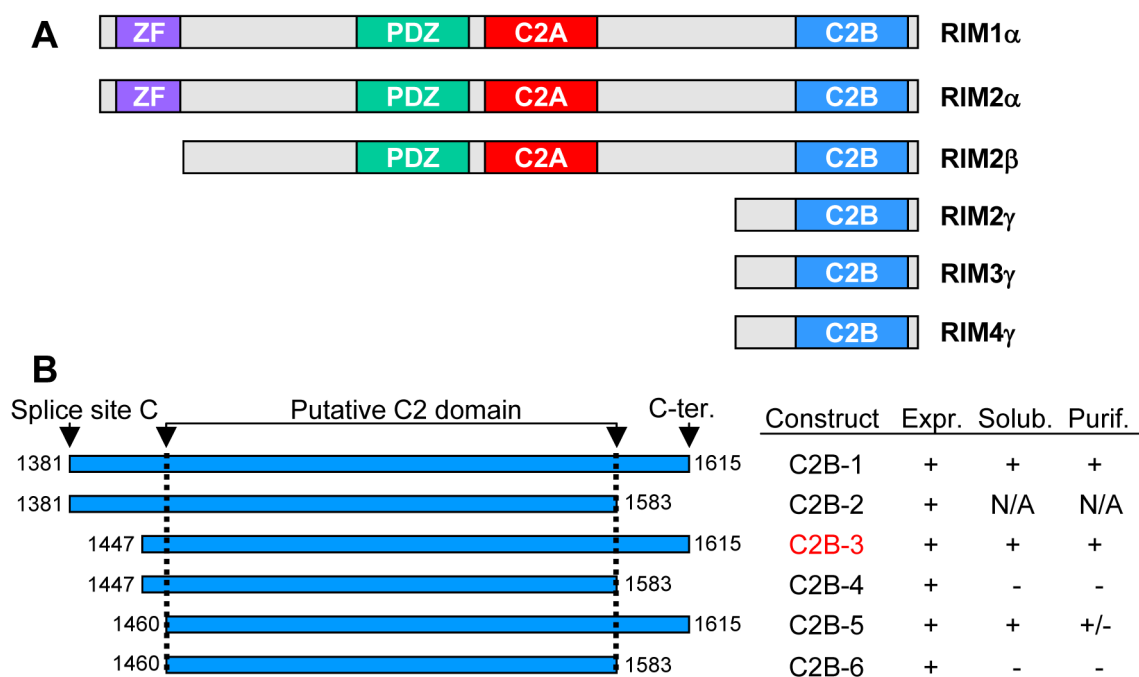 A
ZF PDZ C2A C2B RIM1α
ZF PDZ C2A C2B RIM2α
PDZ C2A C2B RIM2β
C2B RIM2γ
C2B RIM3γ
C2B RIM4γ
B
Splice site C Putative C2 domain C-ter. Construct Expr. Solub. Purif.
1381 1615 C2B-1 + + +
1381 1583 C2B-2 + N/A N/A
1447 1615 C2B-3 + + +
1447 1583 C2B-4 + - -
1460 1615 C2B-5 + + +/-
1460 1583 C2B-6 + - -